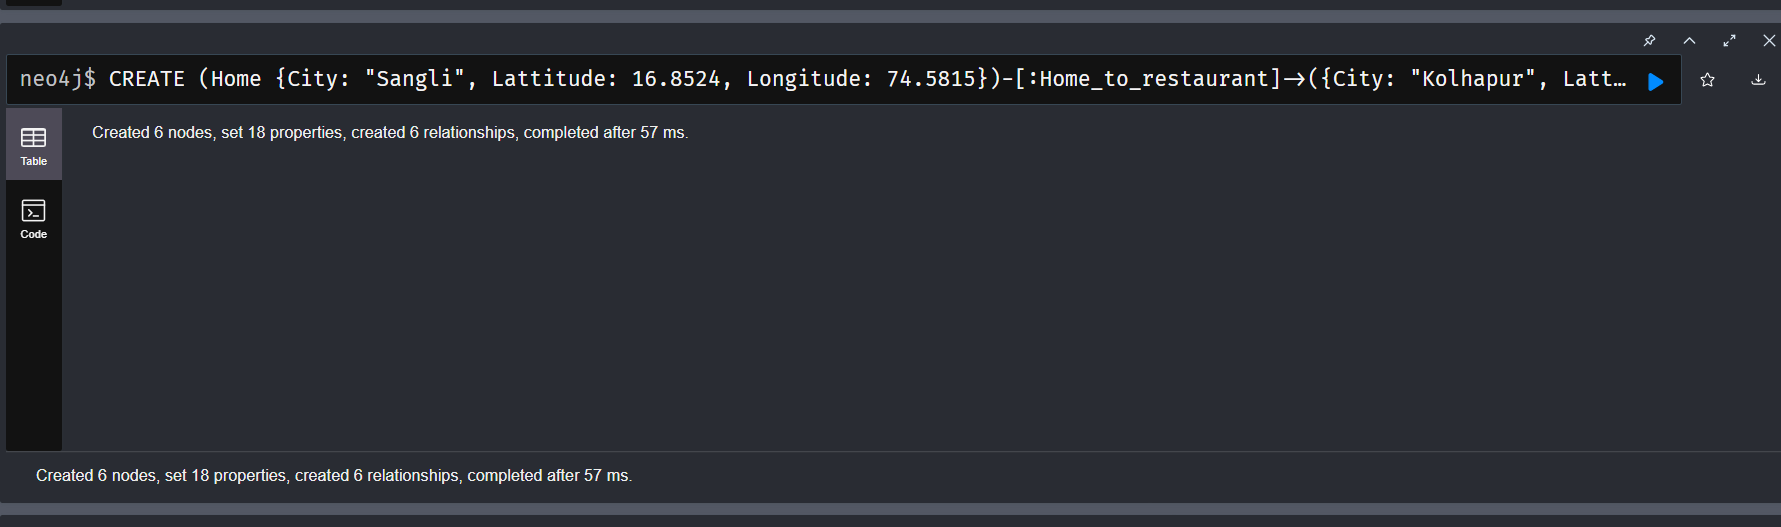 neo4j$ CREATE (Home {City: "Sangli", Lattitude: 16.8524, Longitude: 74.5815})-[:Home_to_restaurant]->({City: "Kolhapur", Latt…
Created 6 nodes, set 18 properties, created 6 relationships, completed after 57 ms.
Table
Code
Created 6 nodes, set 18 properties, created 6 relationships, completed after 57 ms.